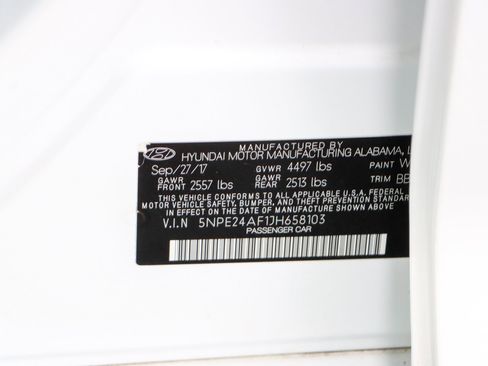 MANUFACTURED BY
HYUNDAI MOTOR MANUFACTURING ALABAMA,
Sep/27/17 GVWR 4497 lbs PAINT
GAWR FRONT 2557 lbs GAWR REAR 2513 lbs TRIM
THIS VEHICLE CONFORMS TO ALL APPLICABLE U.S.A. FEDERAL
MOTOR VEHICLE SAFETY, BUMPER, AND THEFT PREVENTION STANDARDS
IN EFFECT ON THE DATE OF MANUFACTURE SHOWN ABOVE.
V.I.N 5NPE24AF1JH658103
PASSENGER CAR